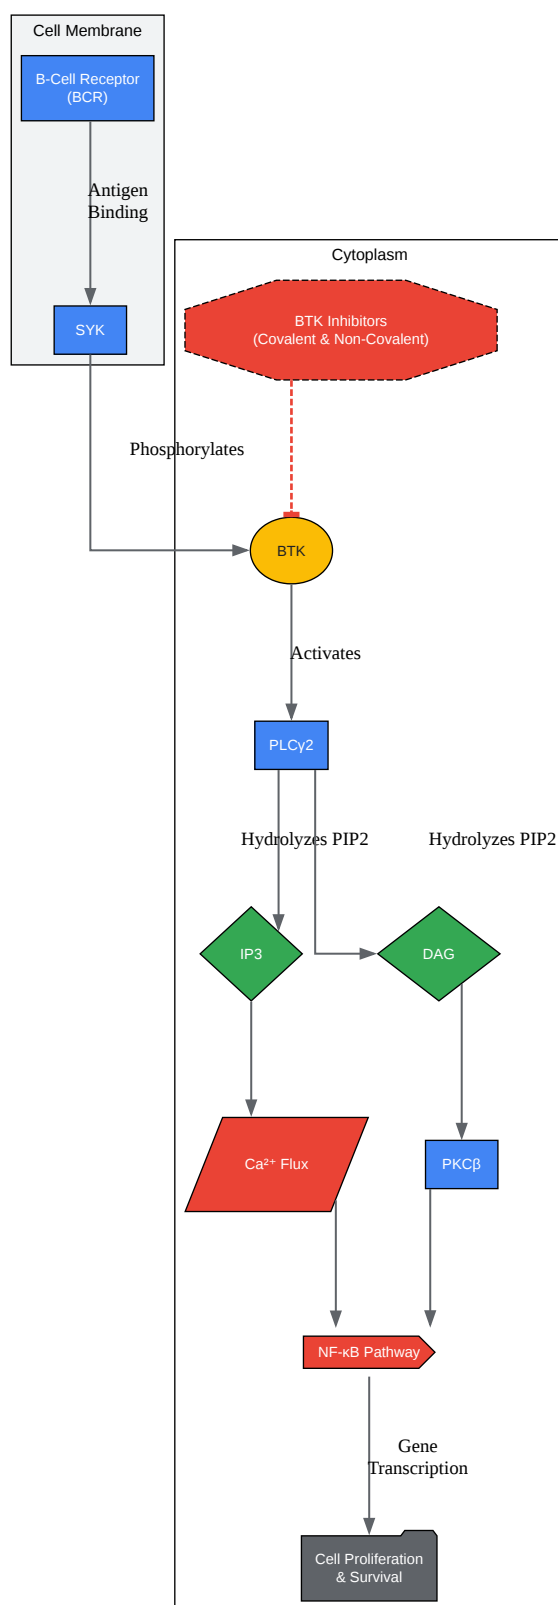 Cell Membrane
B-Cell Receptor
(BCR)
Antigen
Binding
SYK
Cytoplasm
BTK Inhibitors
(Covalent & Non-Covalent)
Phosphorylates
BTK
Activates
PLCγ2
Hydrolyzes PIP2
Hydrolyzes PIP2
IP3
DAG
Ca²⁺ Flux
PKCβ
NF-κB Pathway
Gene
Transcription
Cell Proliferation
& Survival